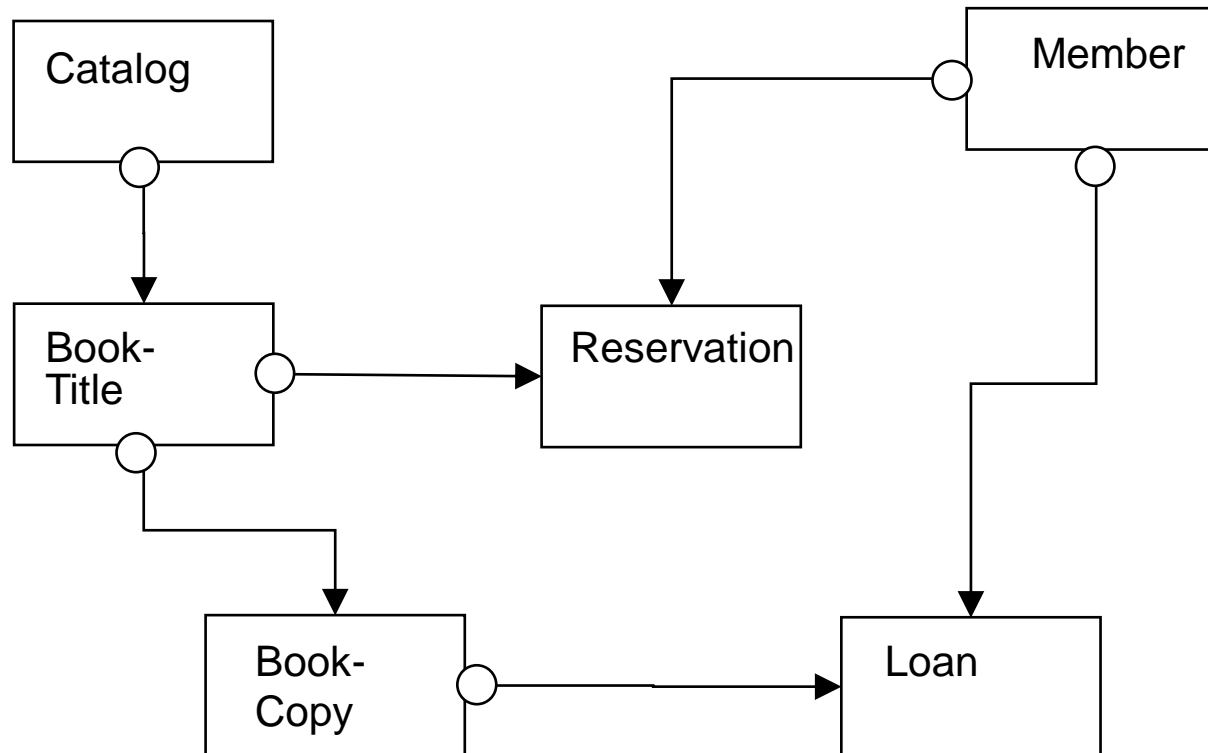 Catalog
Member
Book-
Title
Reservation
Book-
Copy
Loan